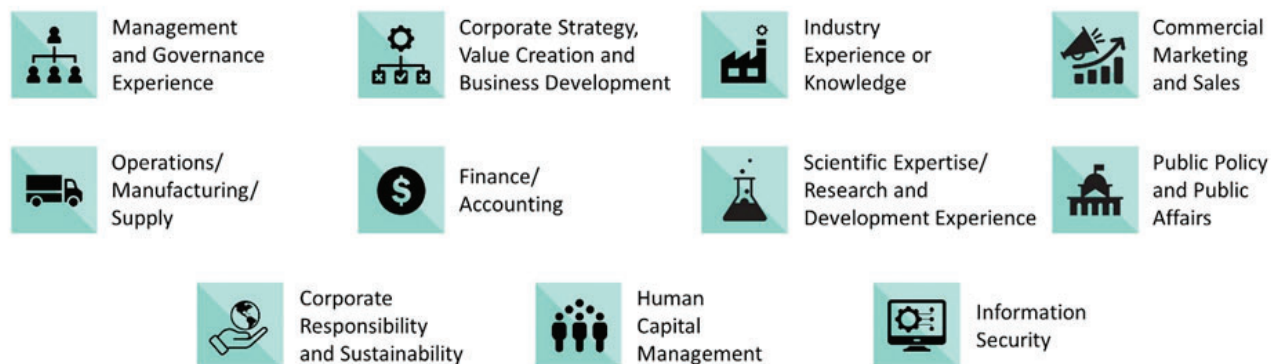 Management
and Governance
Experience
Corporate Strategy,
Value Creation and
Business Development
Industry
Experience or
Knowledge
Commercial
Marketing
and Sales
Operations/
Manufacturing/
Supply
Finance/
Accounting
Scientific Expertise/
Research and
Development Experience
Public Policy
and Public
Affairs
Corporate
Responsibility
and Sustainability
Human
Capital
Management
Information
Security